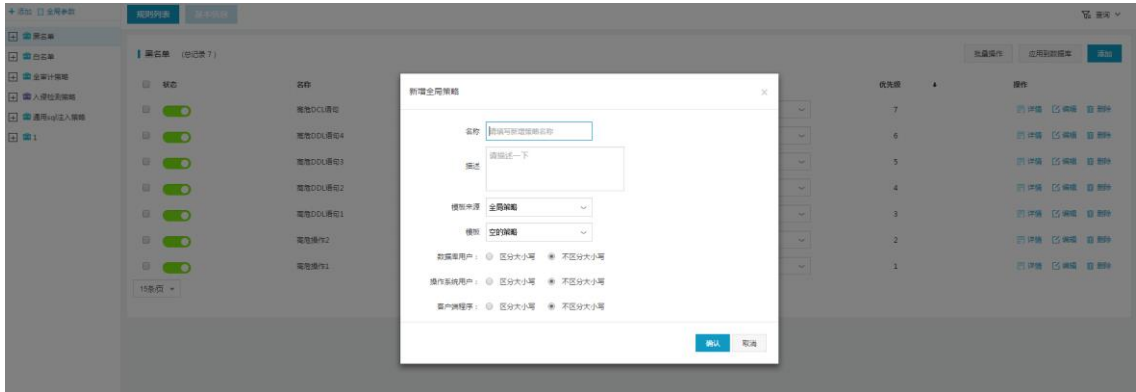 添加 全局参数
规则列表
查询
黑名单
白名单
全审计策略
入侵检测策略
通用sql注入策略
1
黑名单 (总记录 7)
批量操作 应用到数据库 添加
状态 名称 优先级 操作
高危DCL语句 7 详情 编辑 删除
高危DDL语句4 6 详情 编辑 删除
高危DDL语句3 5 详情 编辑 删除
高危DDL语句2 4 详情 编辑 删除
高危DDL语句1 3 详情 编辑 删除
高危操作2 2 详情 编辑 删除
高危操作1 1 详情 编辑 删除
15条/页
新增全局策略 ×
名称 请填写新增策略名称
描述 请描述一下
模板来源 全局策略
模板 空的策略
数据库用户: 区分大小写 不区分大小写
操作系统用户: 区分大小写 不区分大小写
客户端程序: 区分大小写 不区分大小写
确认 取消